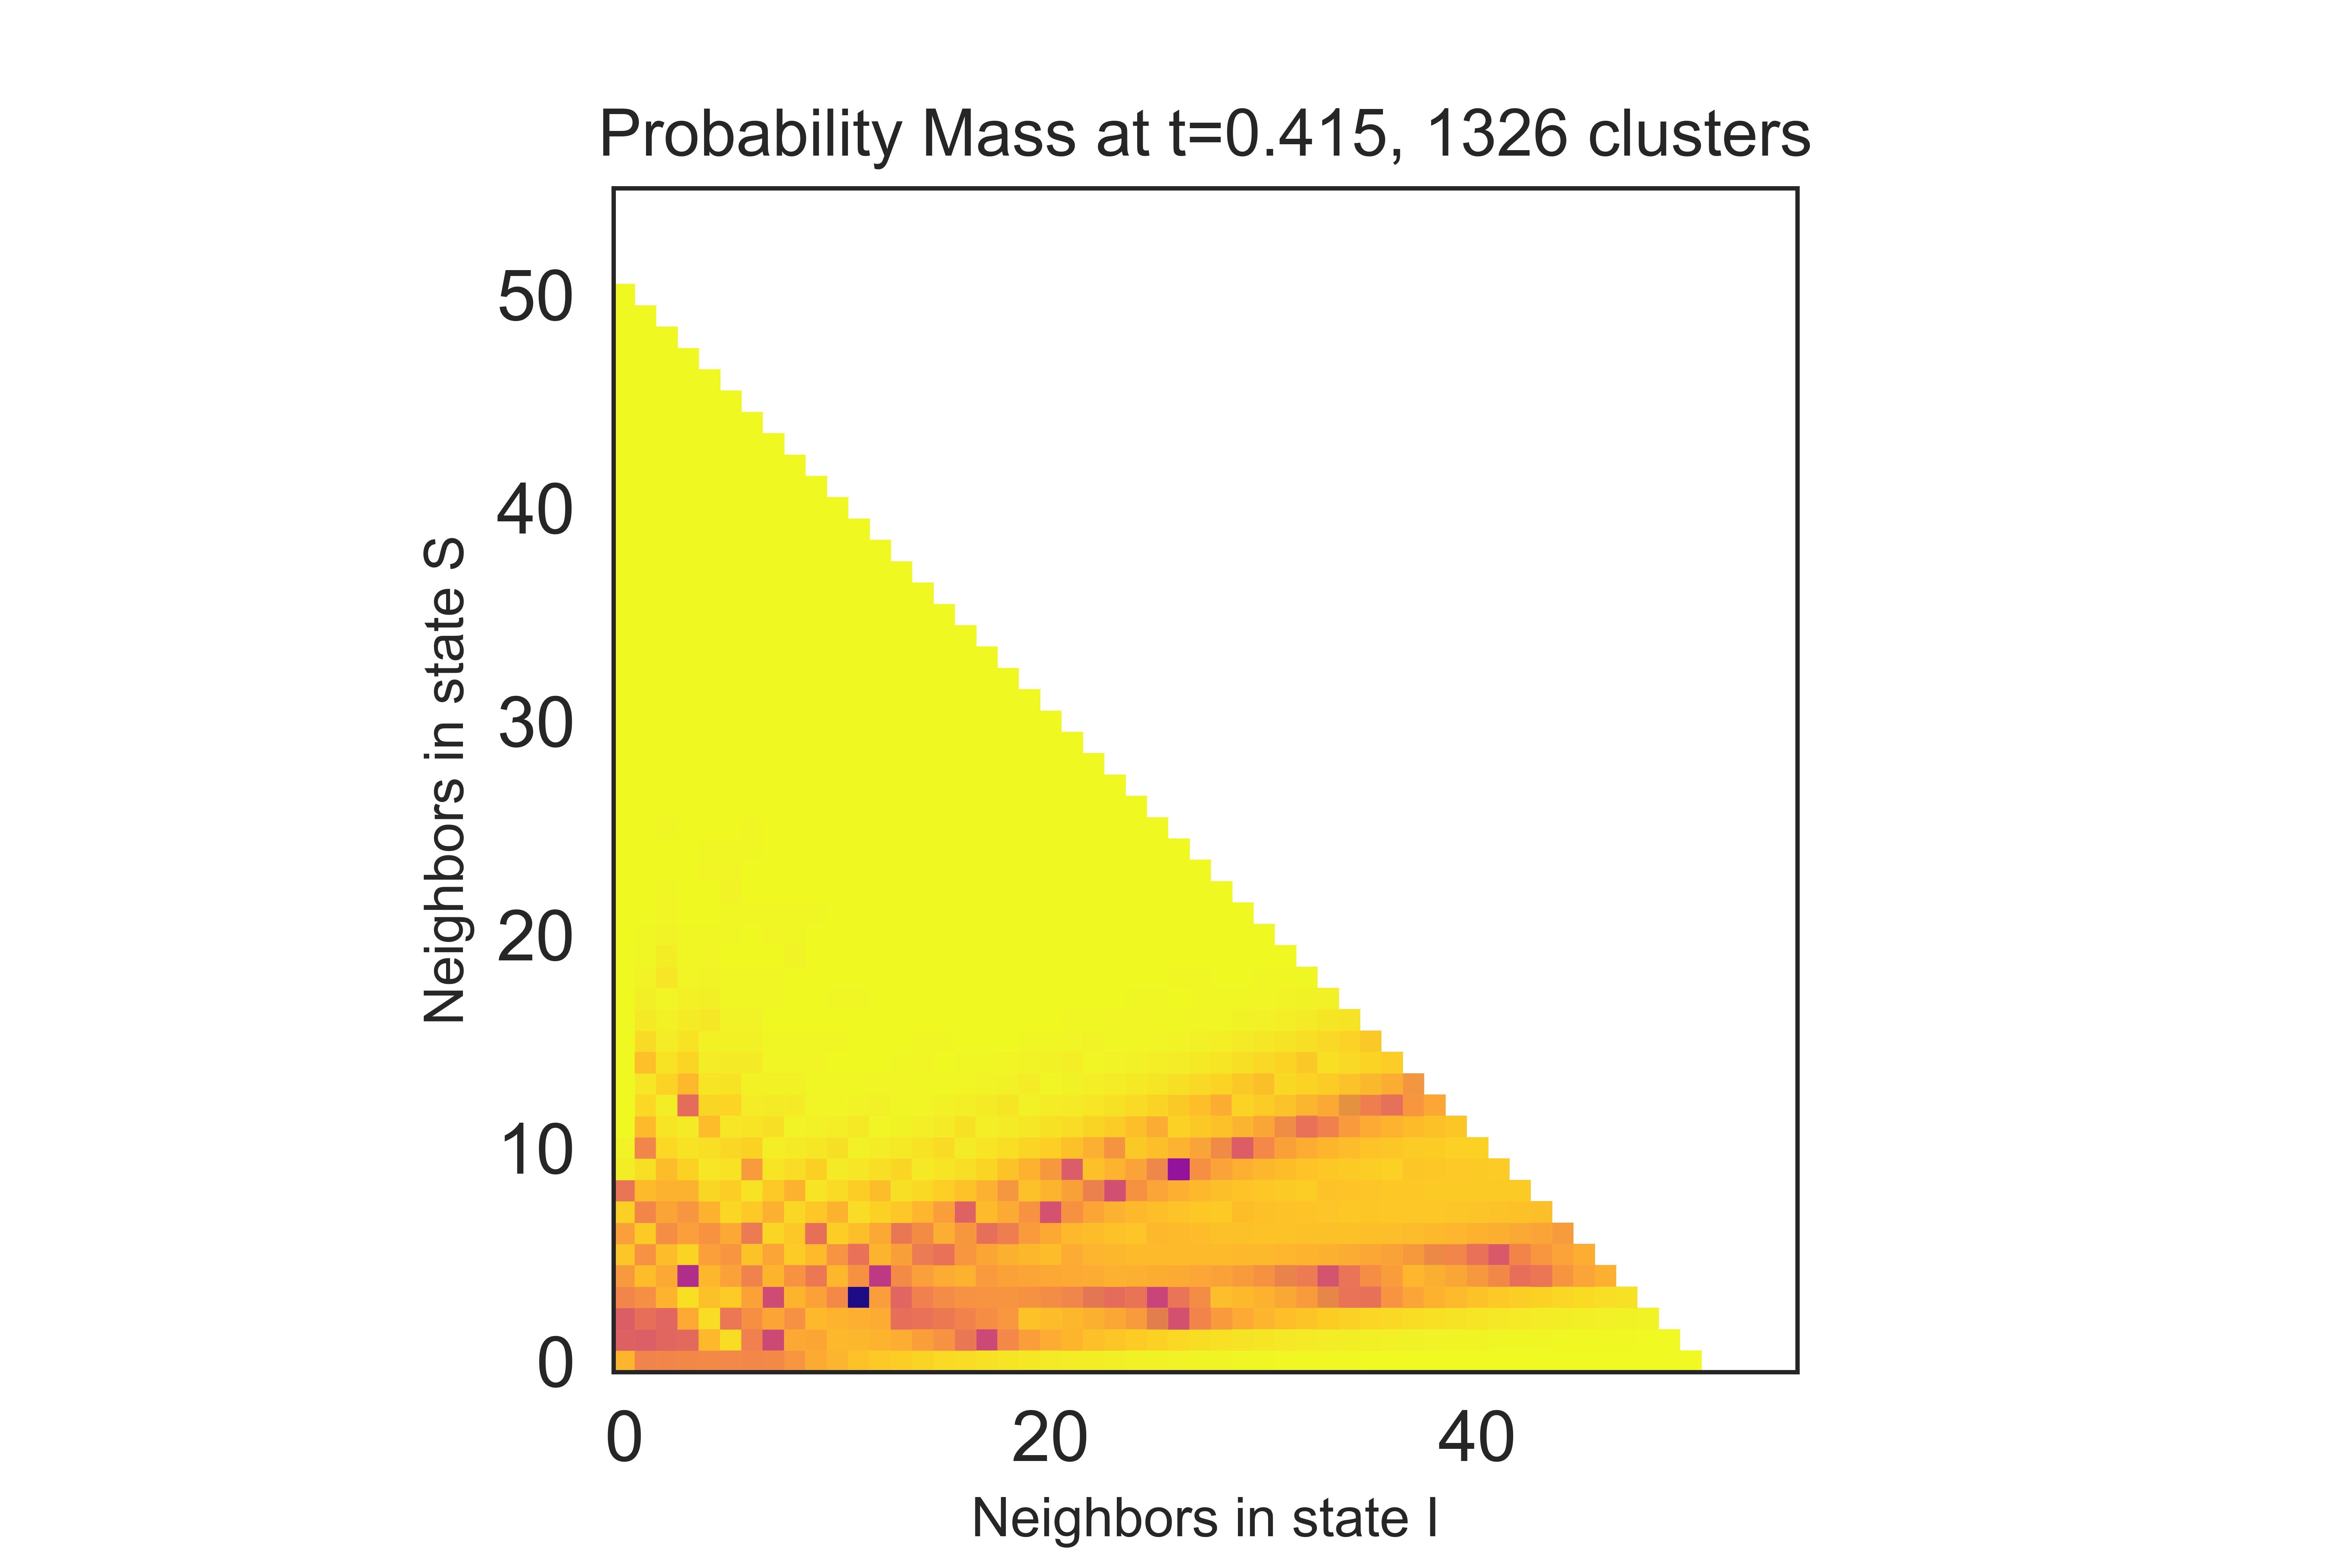 Probability Mass at t=0.415, 1326 clusters
50
40
30
20
10
0
Neighbors in state S
0 20 40
Neighbors in state I